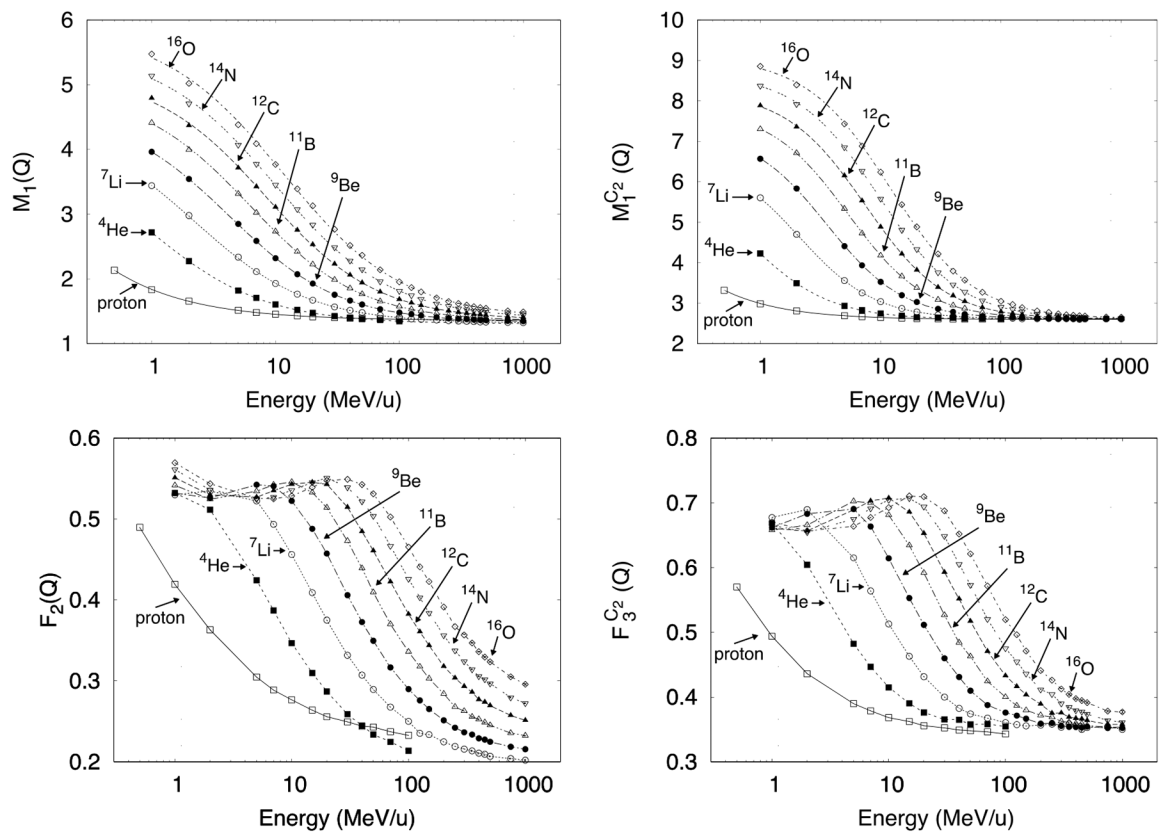 6
5
4
3
2
1
M₁(Q)
¹⁶O
¹⁴N
¹²C
¹¹B
⁹Be
⁷Li
⁴He
proton
1 10 100 1000
Energy (MeV/u)
10
9
8
7
6
5
4
3
2
M₁^C₂ (Q)
¹⁶O
¹⁴N
¹²C
¹¹B
⁹Be
⁷Li
⁴He
proton
1 10 100 1000
Energy (MeV/u)
0.6
0.5
0.4
0.3
0.2
F₂(Q)
⁹Be
¹¹B
¹²C
¹⁴N
¹⁶O
⁷Li
⁴He
proton
1 10 100 1000
Energy (MeV/u)
0.8
0.7
0.6
0.5
0.4
0.3
F₃^C₂ (Q)
⁹Be
¹¹B
¹²C
¹⁴N
¹⁶O
⁷Li
⁴He
proton
1 10 100 1000
Energy (MeV/u)